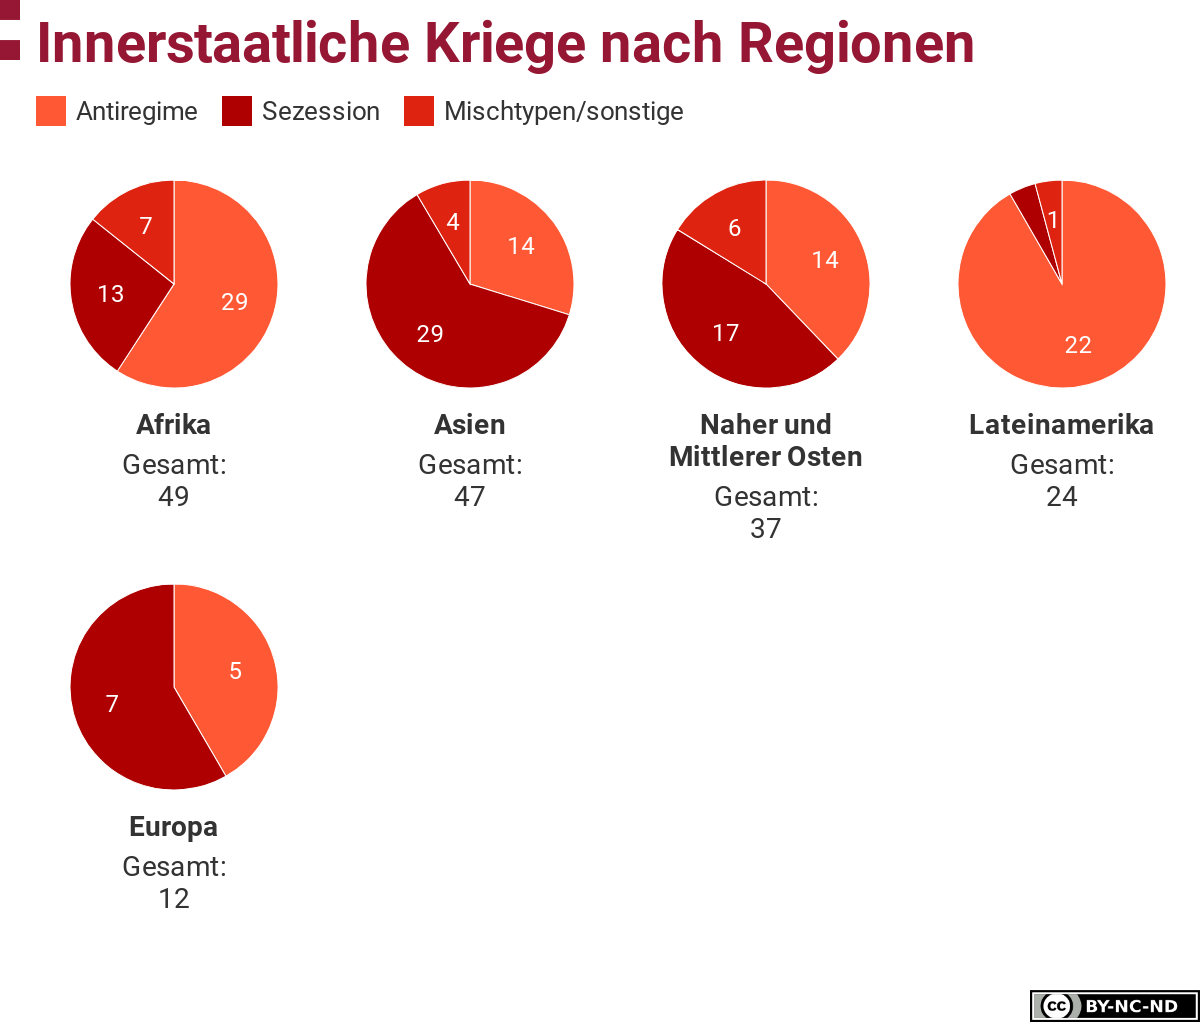 Innerstaatliche Kriege nach Regionen
Antiregime Sezession Mischtypen/sonstige
7
13
29
Afrika
Gesamt:
49
4
14
29
Asien
Gesamt:
47
6
14
17
Naher und
Mittlerer Osten
Gesamt:
37
1
22
Lateinamerika
Gesamt:
24
5
7
Europa
Gesamt:
12
cc BY-NC-ND